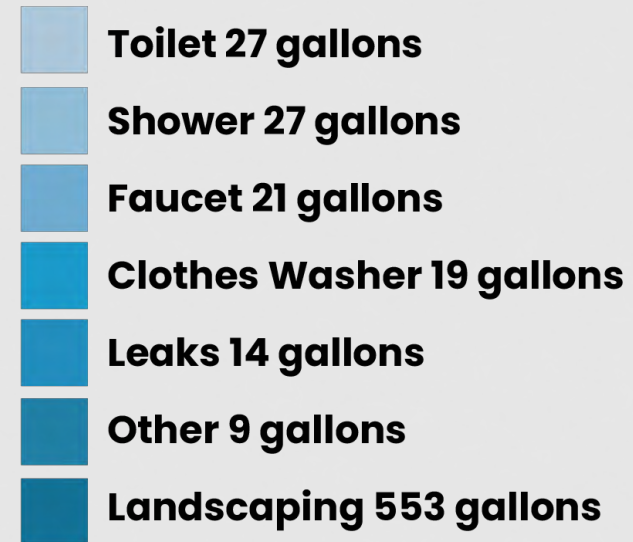 Toilet 27 gallons
Shower 27 gallons
Faucet 21 gallons
Clothes Washer 19 gallons
Leaks 14 gallons
Other 9 gallons
Landscaping 553 gallons